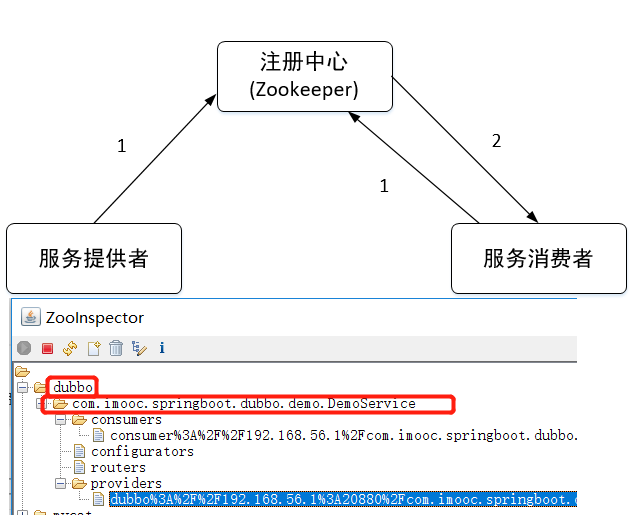 注册中心
(Zookeeper)
1
2
1
服务提供者
服务消费者
ZooInspector
dubbo
com.imooc.springboot.dubbo.demo.DemoService
consumers
consumer%3A%2F%2F192.168.56.1%2Fcom.imooc.springboot.dubbo.
configurators
routers
providers
dubbo%3A%2F%2F192.168.56.1%3A20880%2Fcom.imooc.springboot.